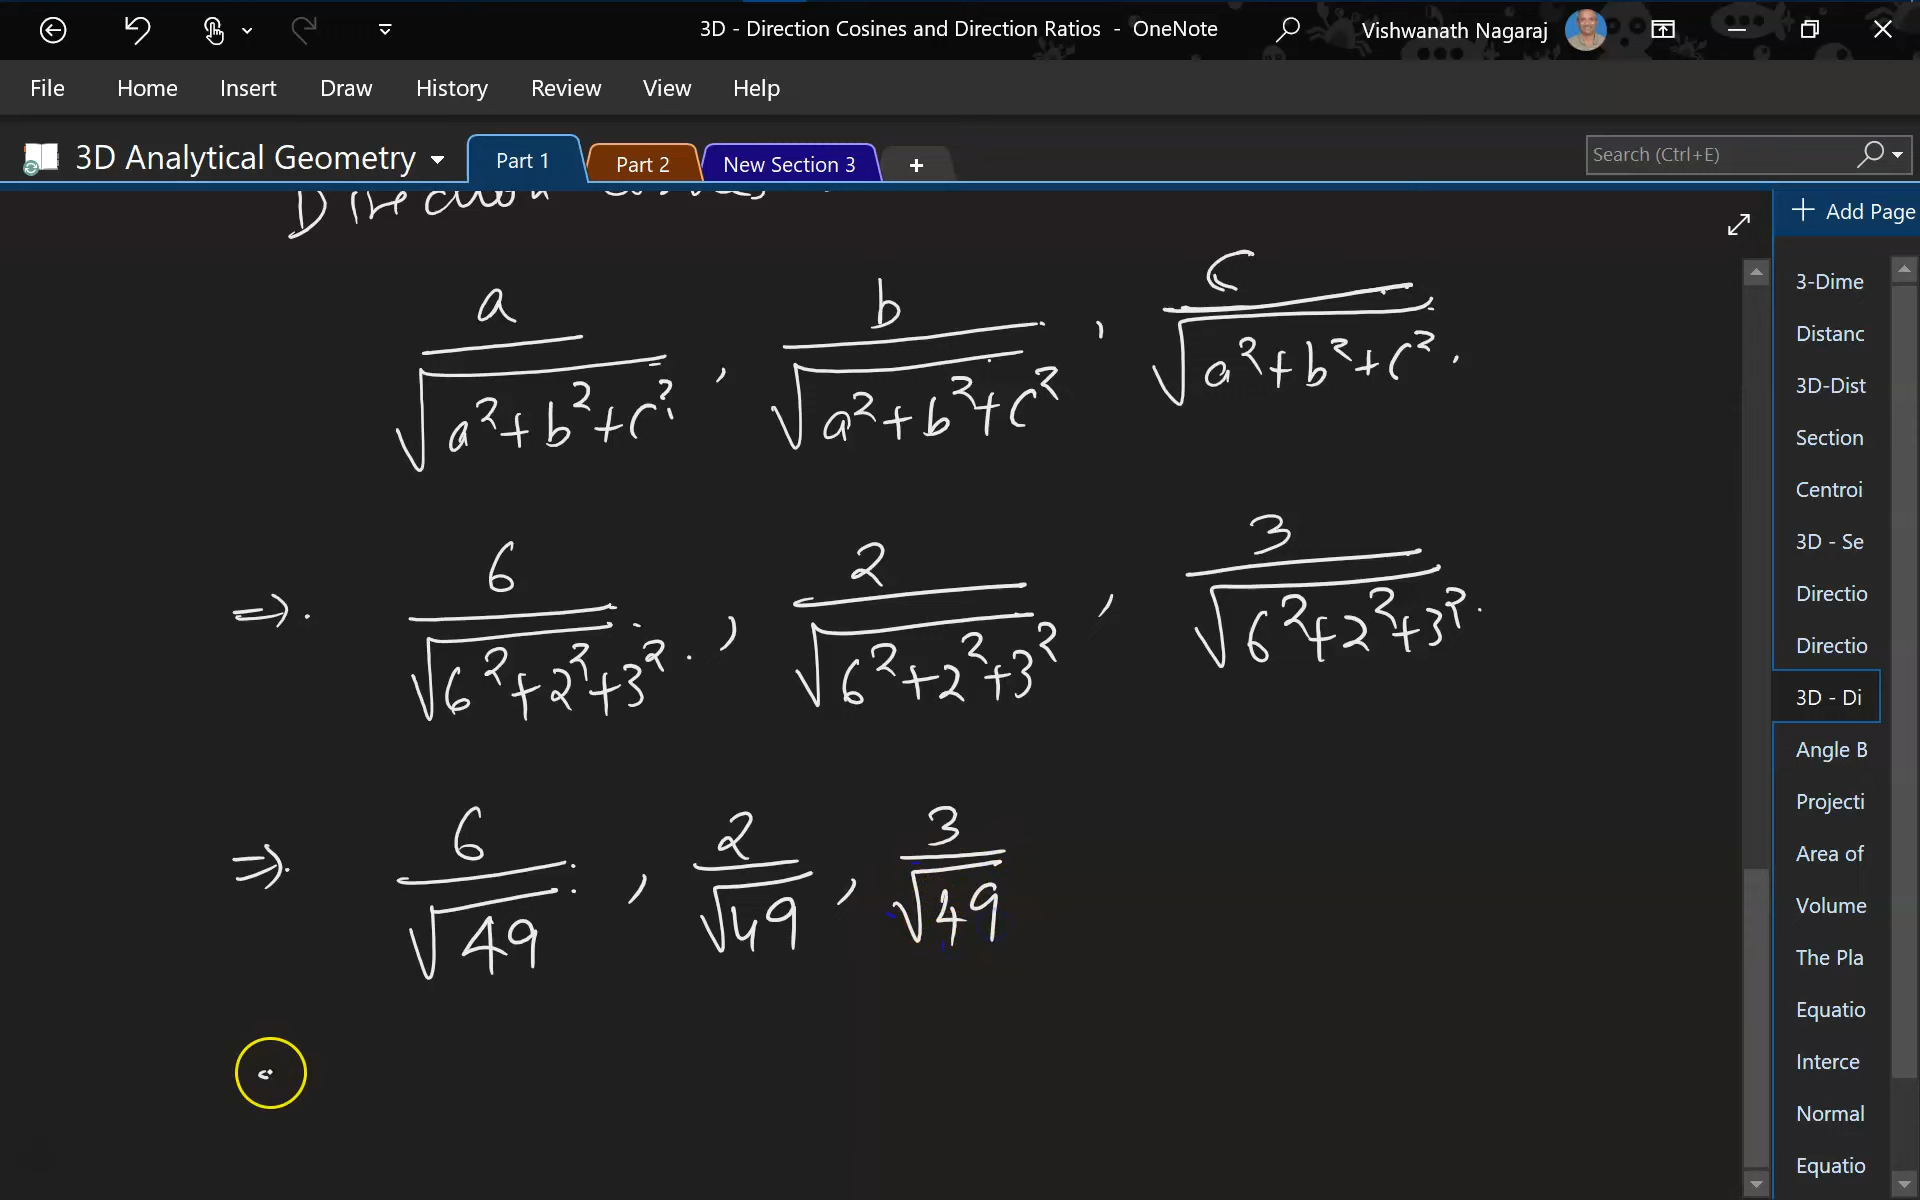 3D - Direction Cosines and Direction Ratios - OneNote
Vishwanath Nagaraj
File Home Insert Draw History Review View Help
3D Analytical Geometry Part 1 Part 2 New Section 3 +
Search (Ctrl+E)
Direction Cosines
a/√(a²+b²+c²) , b/√(a²+b²+c²) , c/√(a²+b²+c²) .
⇒. 6/√(6²+2²+3²) . , 2/√(6²+2²+3²) , 3/√(6²+2²+3²) .
⇒. 6/√49 , 2/√49 , 3/√49
+ Add Page
3-Dime
Distanc
3D-Dist
Section
Centroi
3D - Se
Directio
Directio
3D - Di
Angle B
Projecti
Area of
Volume
The Pla
Equatio
Interce
Normal
Equatio